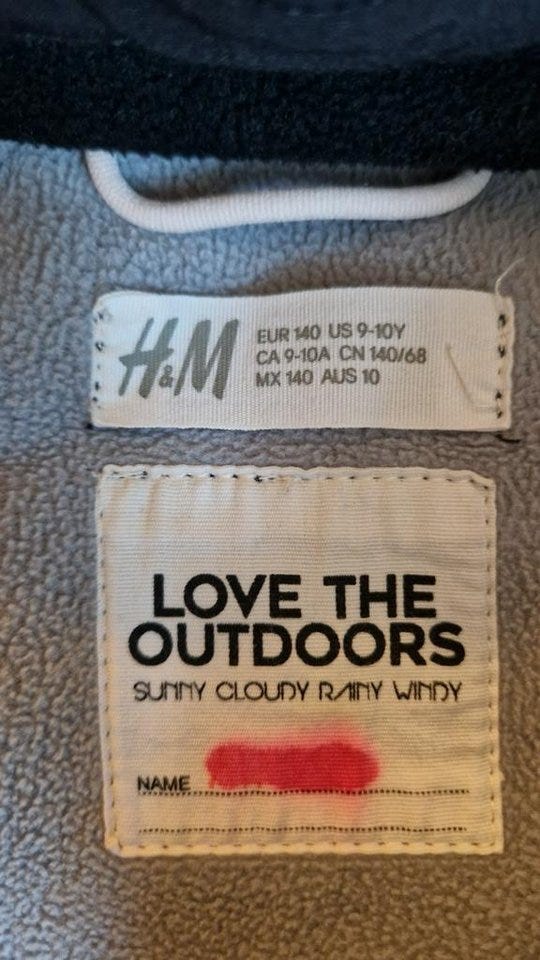 H&M
EUR 140 US 9-10Y
CA 9-10A CN 140/68
MX 140 AUS 10
LOVE THE
OUTDOORS
SUNNY CLOUDY RAINY WINDY
NAME